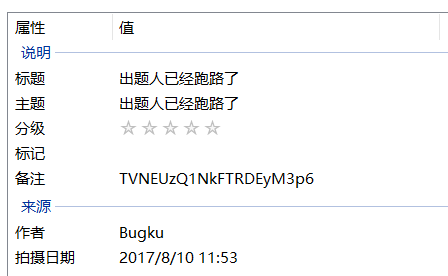 属性 值
说明
标题 出题人已经跑路了
主题 出题人已经跑路了
分级 ☆☆☆☆☆
标记
备注 TVNEUzQ1NkFTRDEyM3p6
来源
作者 Bugku
拍摄日期 2017/8/10 11:53